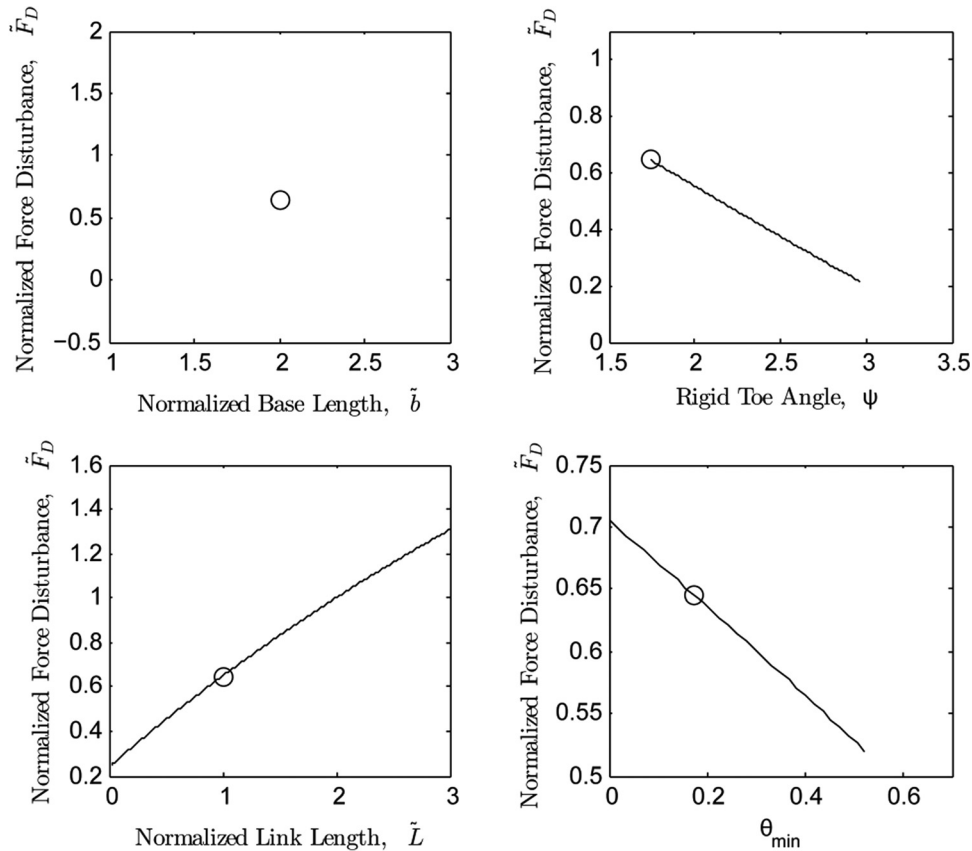 Normalized Force Disturbance, F̃_D
2
1.5
1
0.5
0
−0.5
1 1.5 2 2.5 3
Normalized Base Length, b̃
Normalized Force Disturbance, F̃_D
1
0.8
0.6
0.4
0.2
0
1.5 2 2.5 3 3.5
Rigid Toe Angle, ψ
Normalized Force Disturbance, F̃_D
1.6
1.4
1.2
1
0.8
0.6
0.4
0.2
0 1 2 3
Normalized Link Length, L̃
Normalized Force Disturbance, F̃_D
0.75
0.7
0.65
0.6
0.55
0.5
0 0.2 0.4 0.6
θ_min